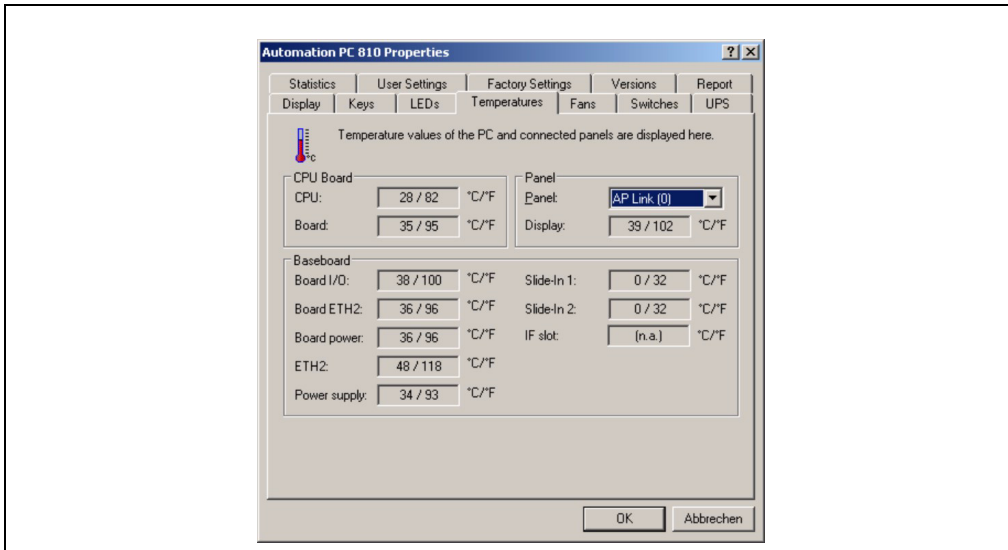 Automation PC 810 Properties
Statistics User Settings Factory Settings Versions Report
Display Keys LEDs Temperatures Fans Switches UPS
°c
Temperature values of the PC and connected panels are displayed here.
CPU Board
CPU: 28 / 82 °C/°F
Board: 35 / 95 °C/°F
Panel
Panel: AP Link (0)
Display: 39 / 102 °C/°F
Baseboard
Board I/O: 38 / 100 °C/°F
Board ETH2: 36 / 96 °C/°F
Board power: 36 / 96 °C/°F
ETH2: 48 / 118 °C/°F
Power supply: 34 / 93 °C/°F
Slide-In 1: 0 / 32 °C/°F
Slide-In 2: 0 / 32 °C/°F
IF slot: (n.a.) °C/°F
OK Abbrechen